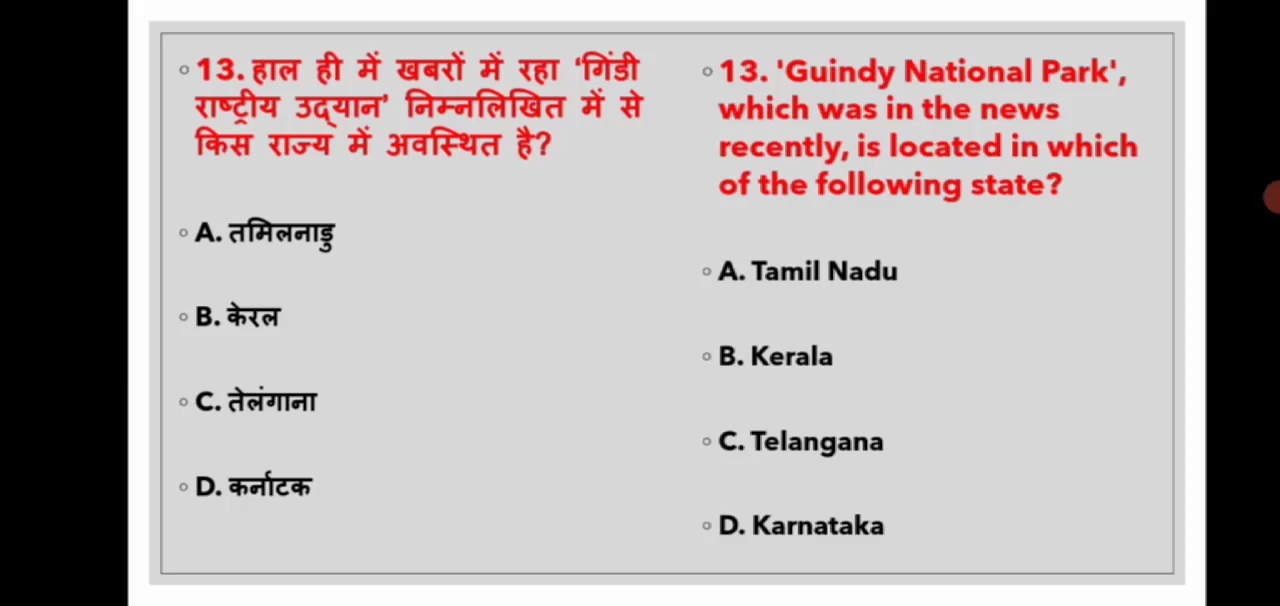 13. हाल ही में खबरों में रहा ‘गिंडी
राष्ट्रीय उद्यान’ निम्नलिखित में से
किस राज्य में अवस्थित है?
A. तमिलनाडु
B. केरल
C. तेलंगाना
D. कर्नाटक
13. 'Guindy National Park',
which was in the news
recently, is located in which
of the following state?
A. Tamil Nadu
B. Kerala
C. Telangana
D. Karnataka